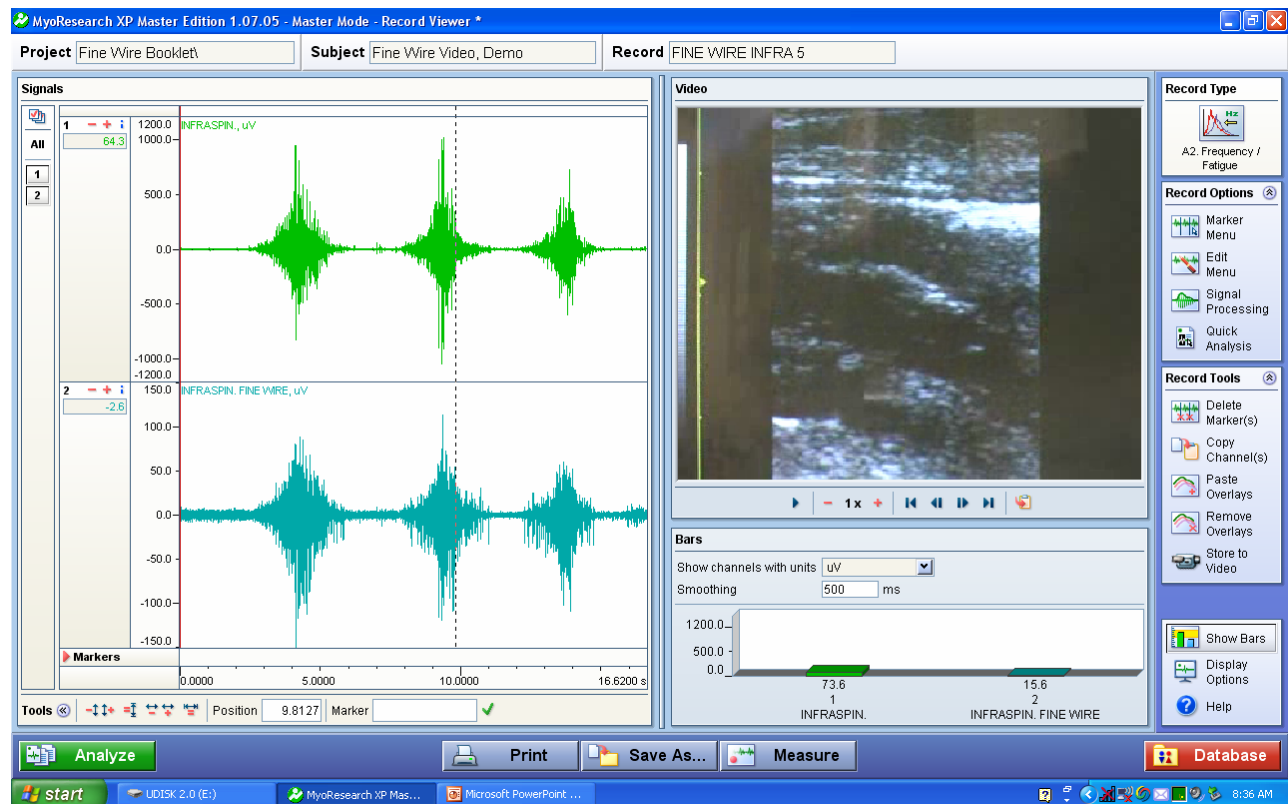 MyoResearch XP Master Edition 1.07.05 - Master Mode - Record Viewer *
Project Fine Wire Booklet\ Subject Fine Wire Video, Demo Record FINE WIRE INFRA 5
Signals
All
1
2
1 - + i
64.3
INFRASPIN., uV
1200.0
1000.0
500.0
0.0
-500.0
-1000.0
-1200.0
2 - + i
-2.6
INFRASPIN. FINE WIRE, uV
150.0
100.0
50.0
0.0
-50.0
-100.0
-150.0
Markers
0.0000 5.0000 10.0000 16.6200 s
Tools Position 9.8127 Marker
Video
- 1x +
Bars
Show channels with units uV
Smoothing 500 ms
1200.0
500.0
0.0
73.6 15.6
1 2
INFRASPIN. INFRASPIN. FINE WIRE
Record Type
Hz
A2. Frequency /
Fatigue
Record Options
Marker
Menu
Edit
Menu
Signal
Processing
Quick
Analysis
Record Tools
Delete
Marker(s)
Copy
Channel(s)
Paste
Overlays
Remove
Overlays
Store to
Video
Show Bars
Display
Options
Help
Analyze Print Save As... Measure Database
start UDISK 2.0 (E:) MyoResearch XP Mas... Microsoft PowerPoint ... 8:36 AM